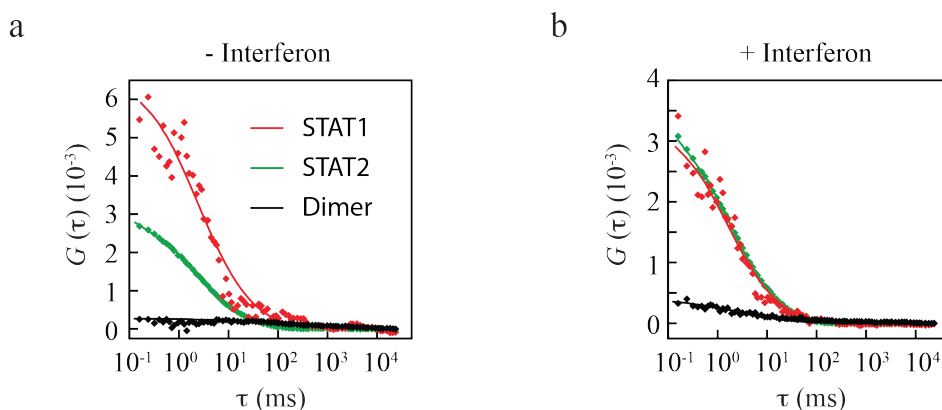 a
- Interferon
G (τ) (10⁻³)
6
5
4
3
2
1
0
STAT1
STAT2
Dimer
10⁻¹ 10⁰ 10¹ 10² 10³ 10⁴
τ (ms)
b
+ Interferon
G (τ) (10⁻³)
4
3
2
1
0
10⁻¹ 10⁰ 10¹ 10² 10³ 10⁴
τ (ms)